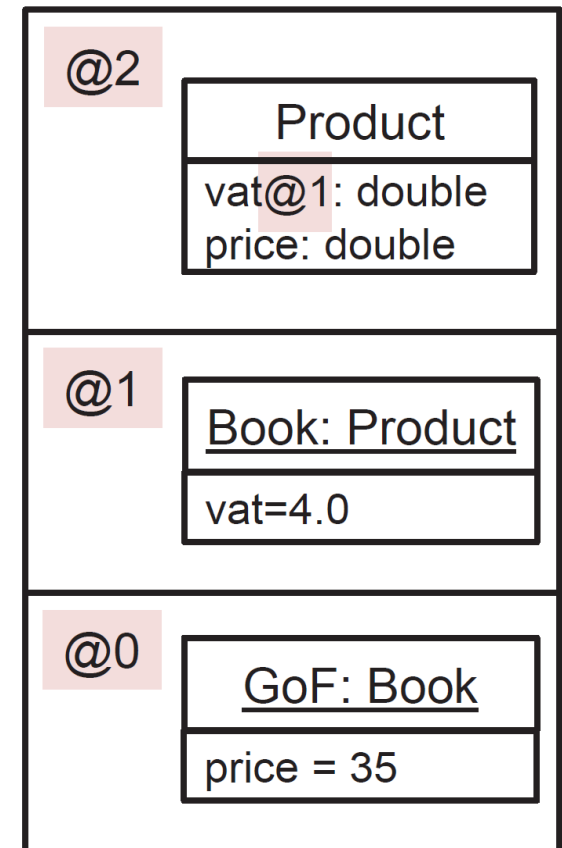 @2
Product
vat@1: double
price: double
@1
Book: Product
vat=4.0
@0
GoF: Book
price = 35